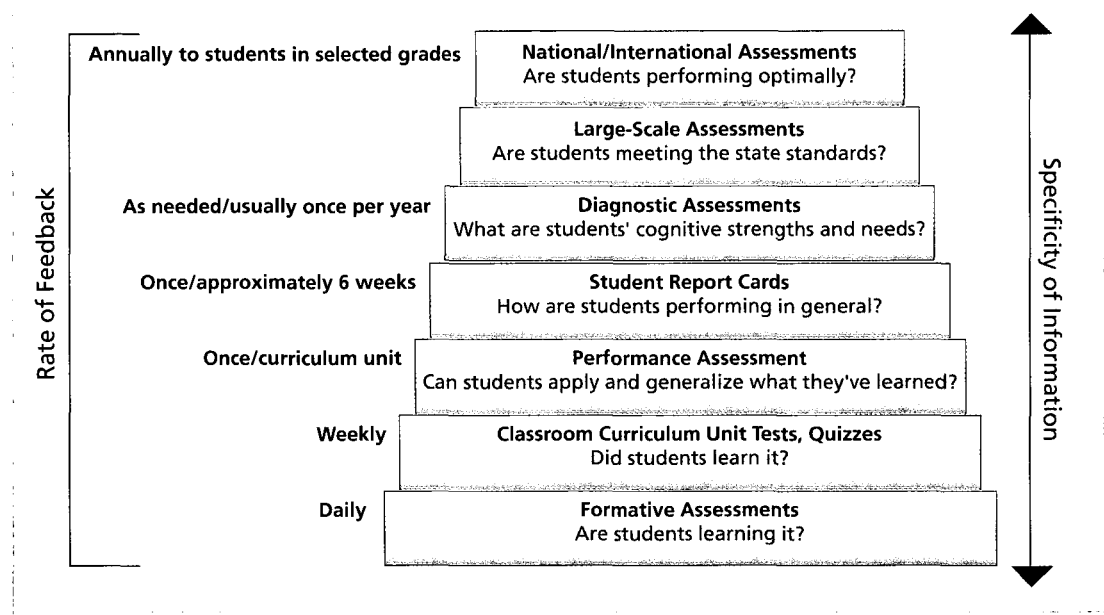 Rate of Feedback
Annually to students in selected grades
National/International Assessments
Are students performing optimally?
Large-Scale Assessments
Are students meeting the state standards?
As needed/usually once per year
Diagnostic Assessments
What are students' cognitive strengths and needs?
Once/approximately 6 weeks
Student Report Cards
How are students performing in general?
Once/curriculum unit
Performance Assessment
Can students apply and generalize what they've learned?
Weekly
Classroom Curriculum Unit Tests, Quizzes
Did students learn it?
Daily
Formative Assessments
Are students learning it?
Specificity of Information